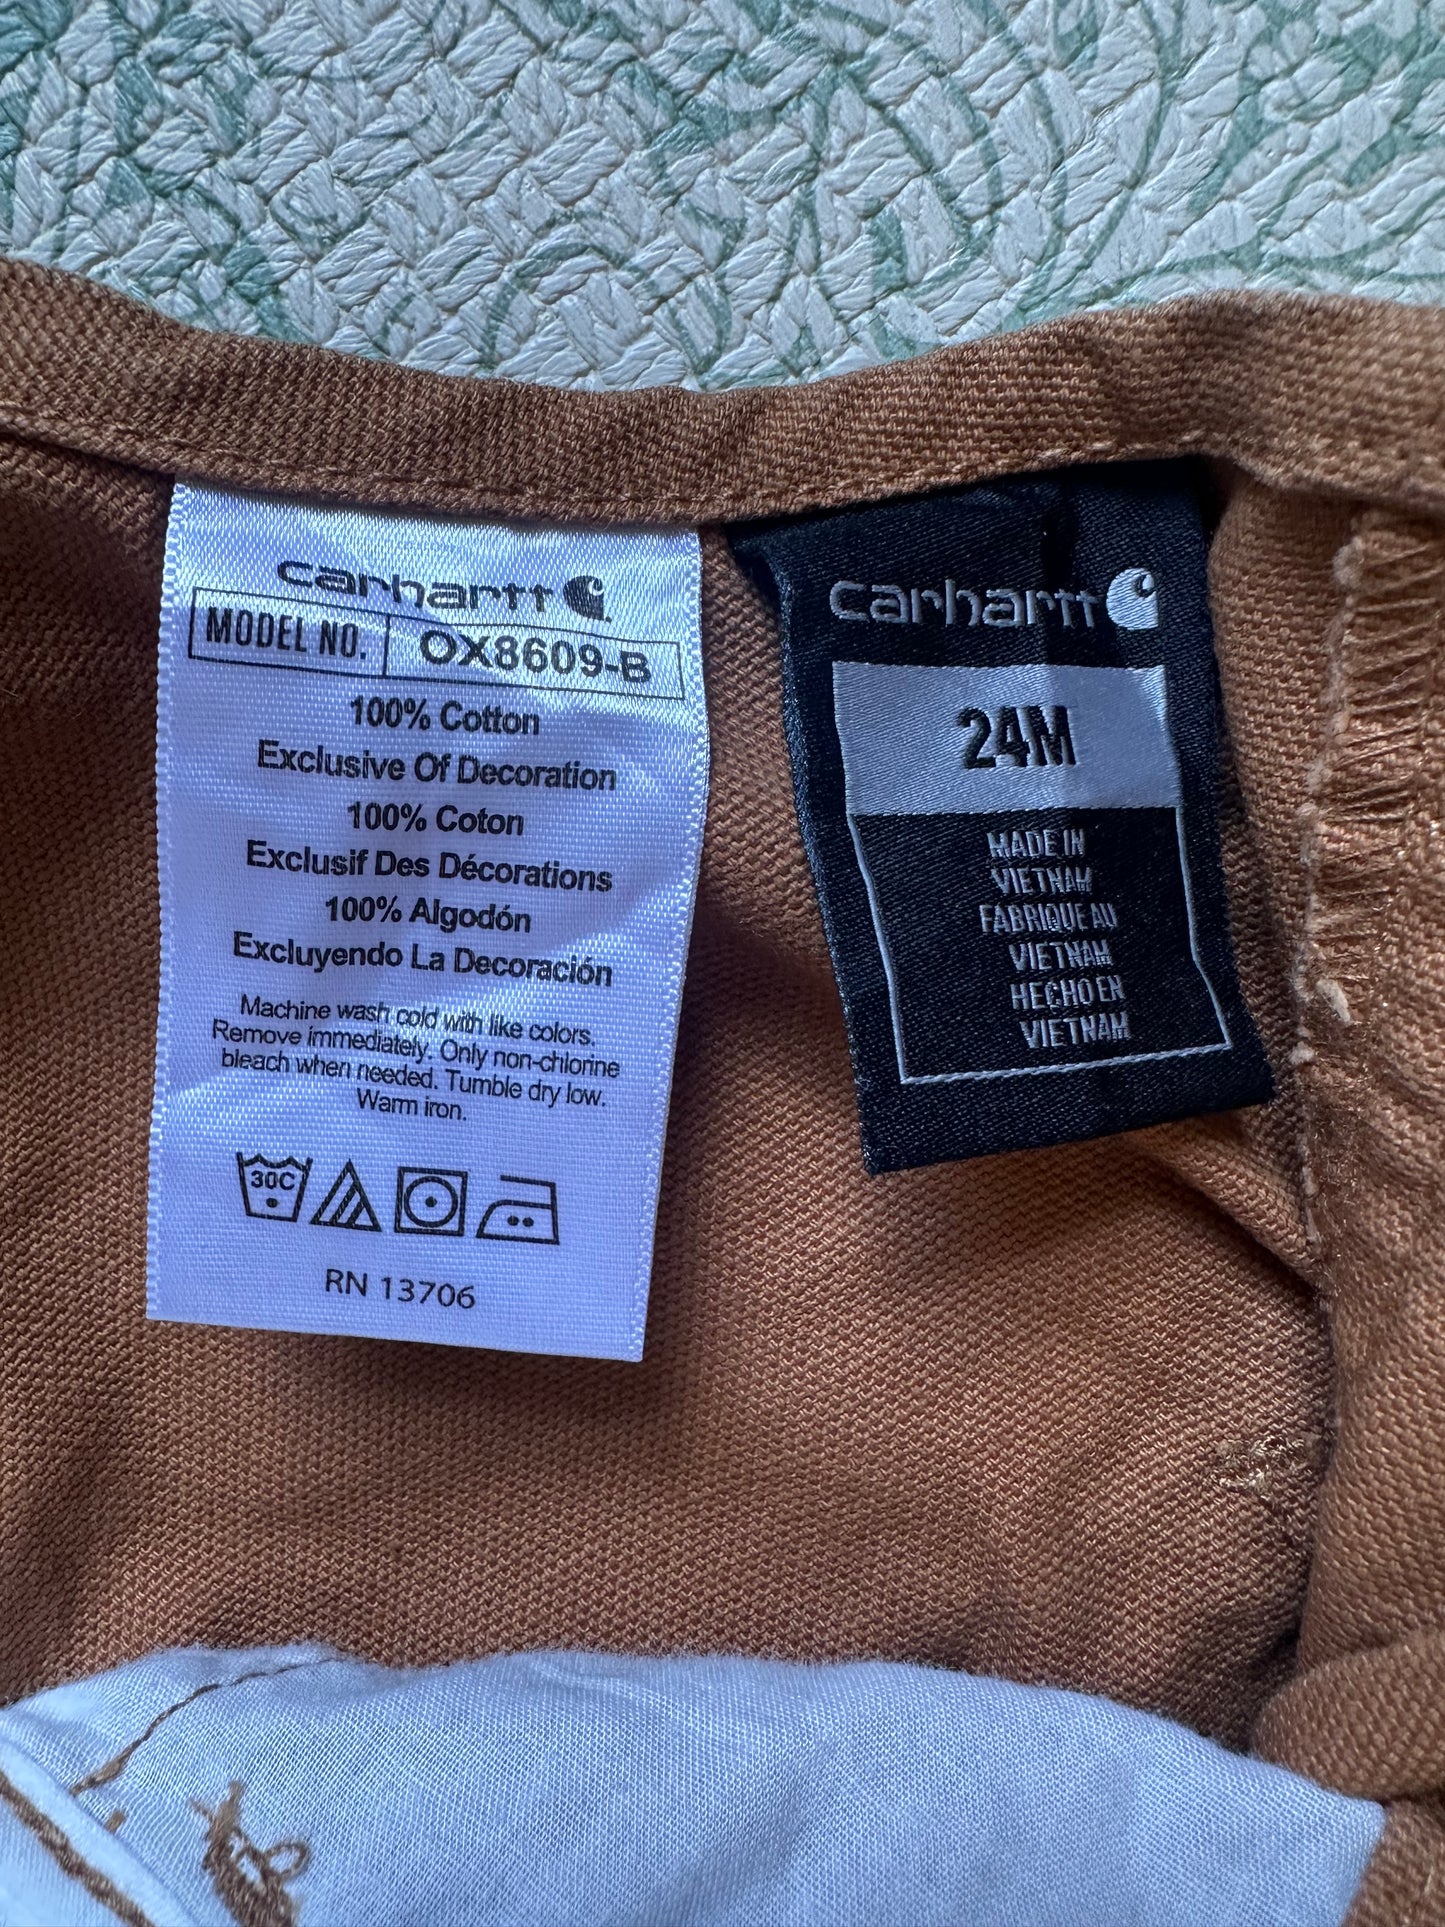 carhartt
MODEL NO. OX8609-B
100% Cotton
Exclusive Of Decoration
100% Coton
Exclusif Des Décorations
100% Algodón
Excluyendo La Decoración
Machine wash cold with like colors.
Remove immediately. Only non-chlorine
bleach when needed. Tumble dry low.
Warm iron.
30C
RN 13706
carhartt
24M
MADE IN
VIETNAM
FABRIQUE AU
VIETNAM
HECHO EN
VIETNAM